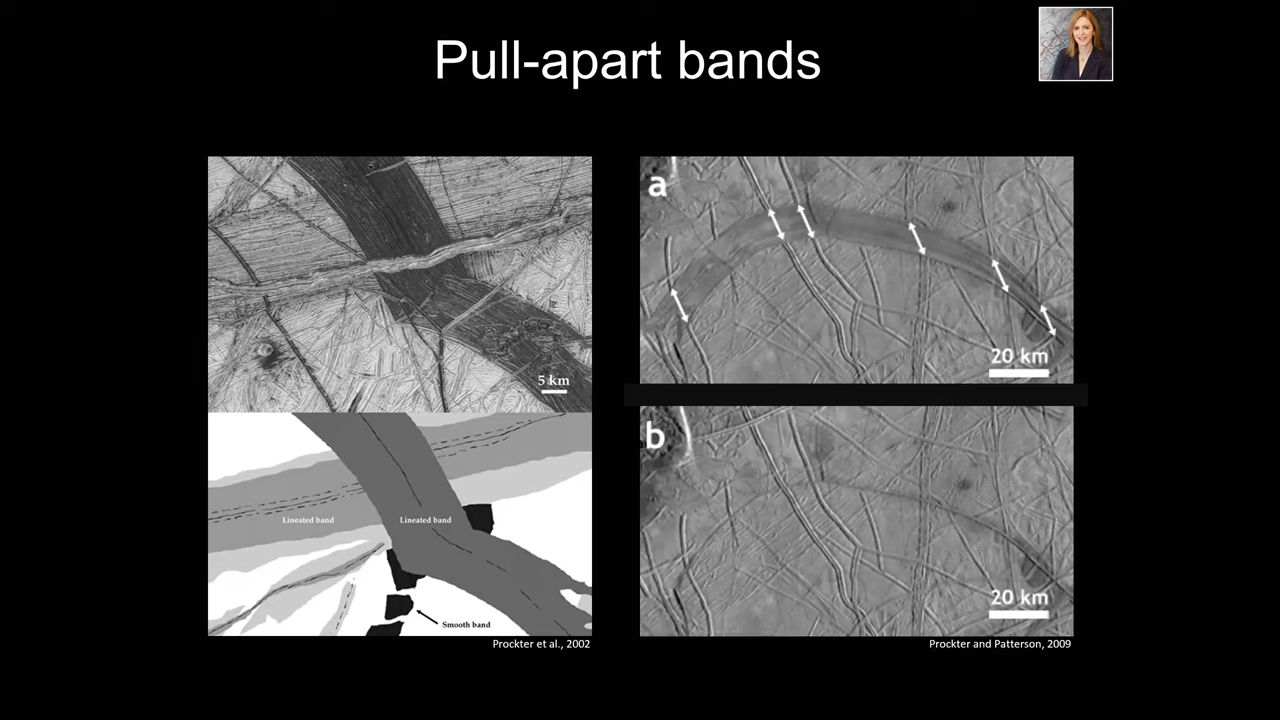 Pull-apart bands
5 km
Lineated band
Lineated band
Smooth band
Prockter et al., 2002
a
20 km
b
20 km
Prockter and Patterson, 2009